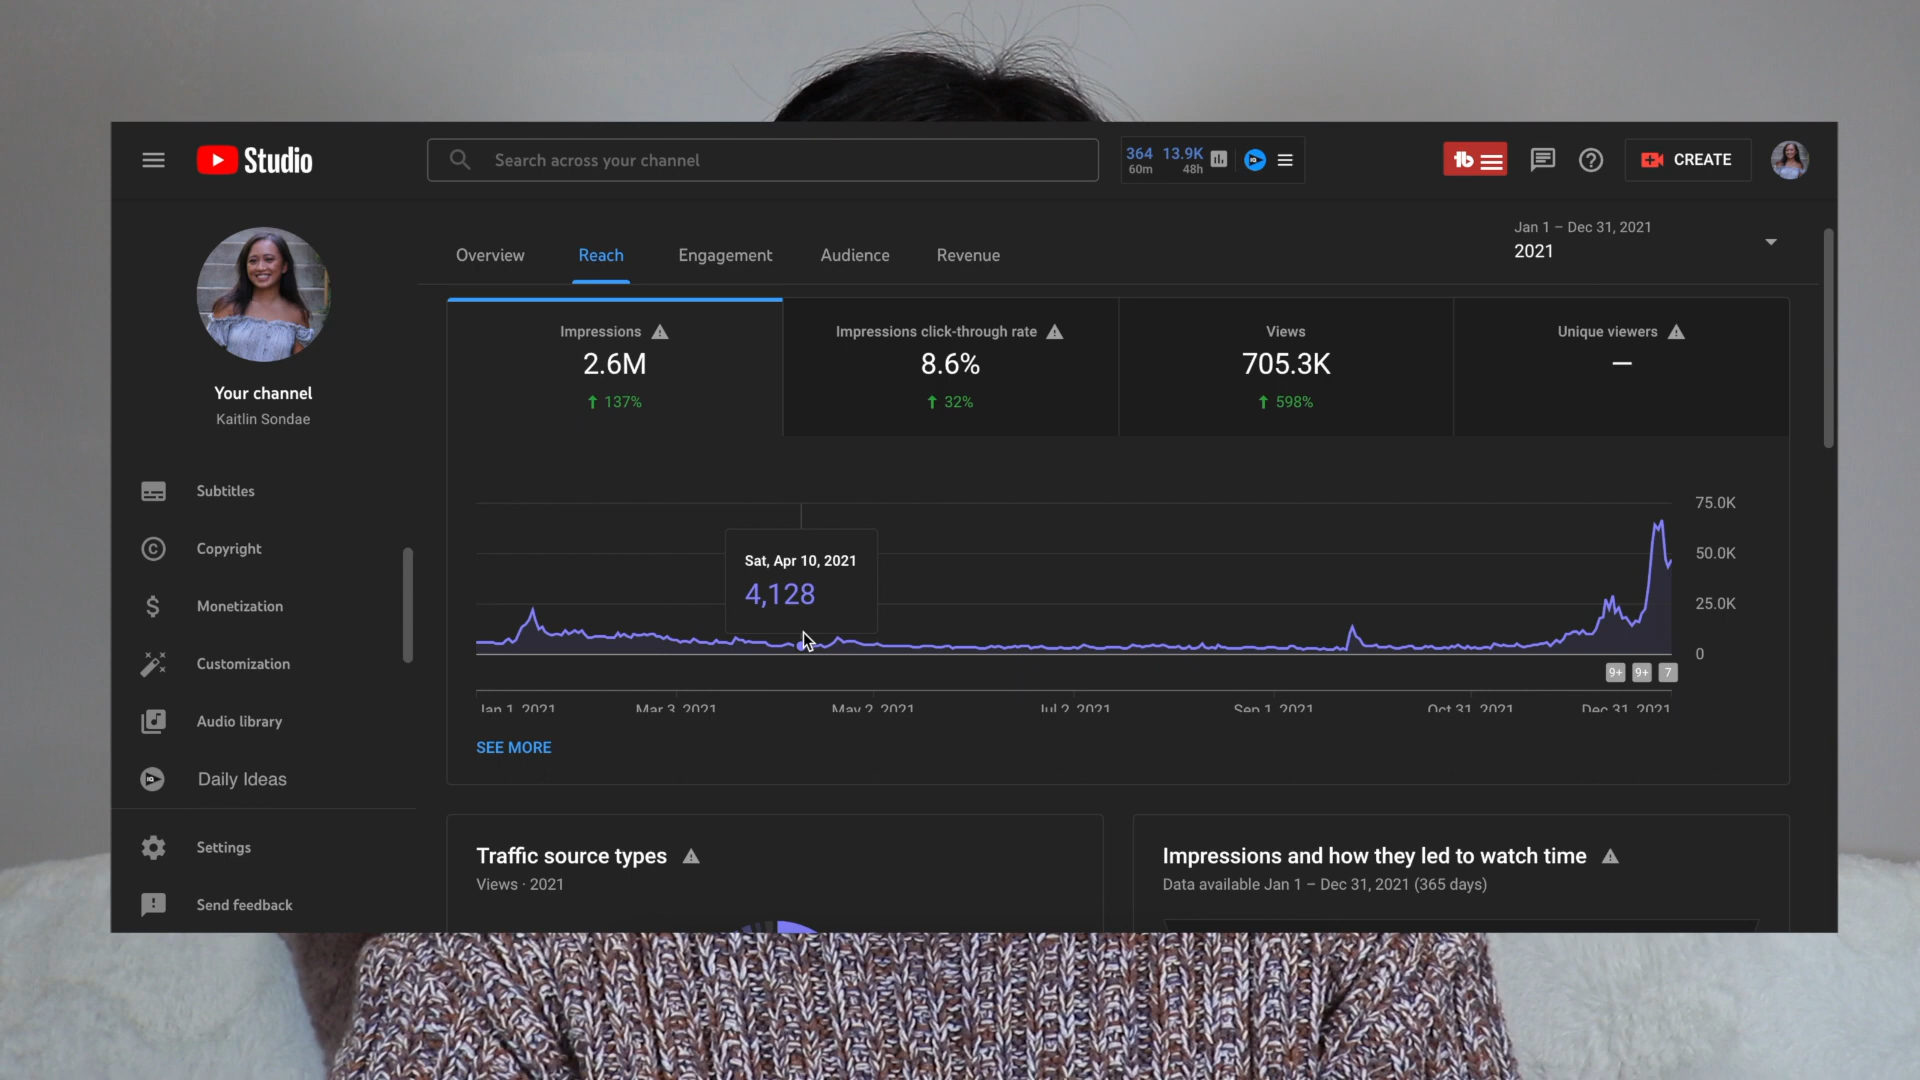 Studio
Search across your channel
364 13.9K
60m 48h
CREATE
Your channel
Kaitlin Sondae
Subtitles
Copyright
Monetization
Customization
Audio library
Daily Ideas
Settings
Send feedback
Overview Reach Engagement Audience Revenue
Jan 1 – Dec 31, 2021
2021
Impressions
2.6M
137%
Impressions click-through rate
8.6%
32%
Views
705.3K
598%
Unique viewers
—
75.0K
50.0K
25.0K
0
Sat, Apr 10, 2021
4,128
9+ 9+ 7
Jan 1, 2021 Mar 3, 2021 May 2, 2021 Jul 2, 2021 Sep 1, 2021 Oct 31, 2021 Dec 31, 2021
SEE MORE
Traffic source types
Views · 2021
Impressions and how they led to watch time
Data available Jan 1 – Dec 31, 2021 (365 days)